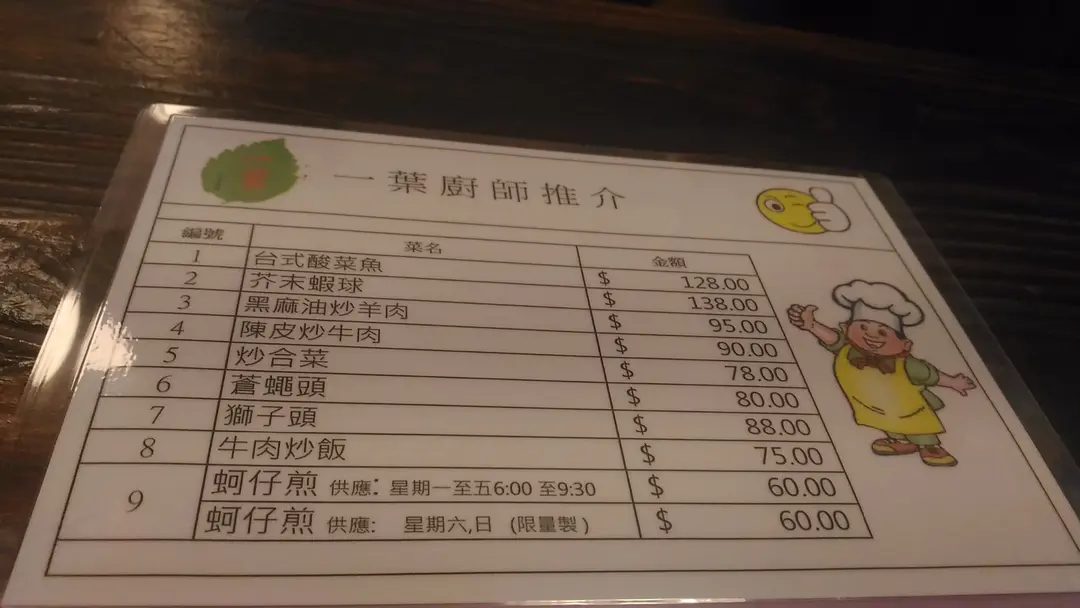 一葉廚師推介
編號 菜名 金額
1 台式酸菜魚 $ 128.00
2 芥末蝦球 $ 138.00
3 黑麻油炒羊肉 $ 95.00
4 陳皮炒牛肉 $ 90.00
5 炒合菜 $ 78.00
6 蒼蠅頭 $ 80.00
7 獅子頭 $ 88.00
8 牛肉炒飯 $ 75.00
9 蚵仔煎 供應: 星期一至五6:00 至9:30 $ 60.00
蚵仔煎 供應: 星期六,日 (限量製) $ 60.00